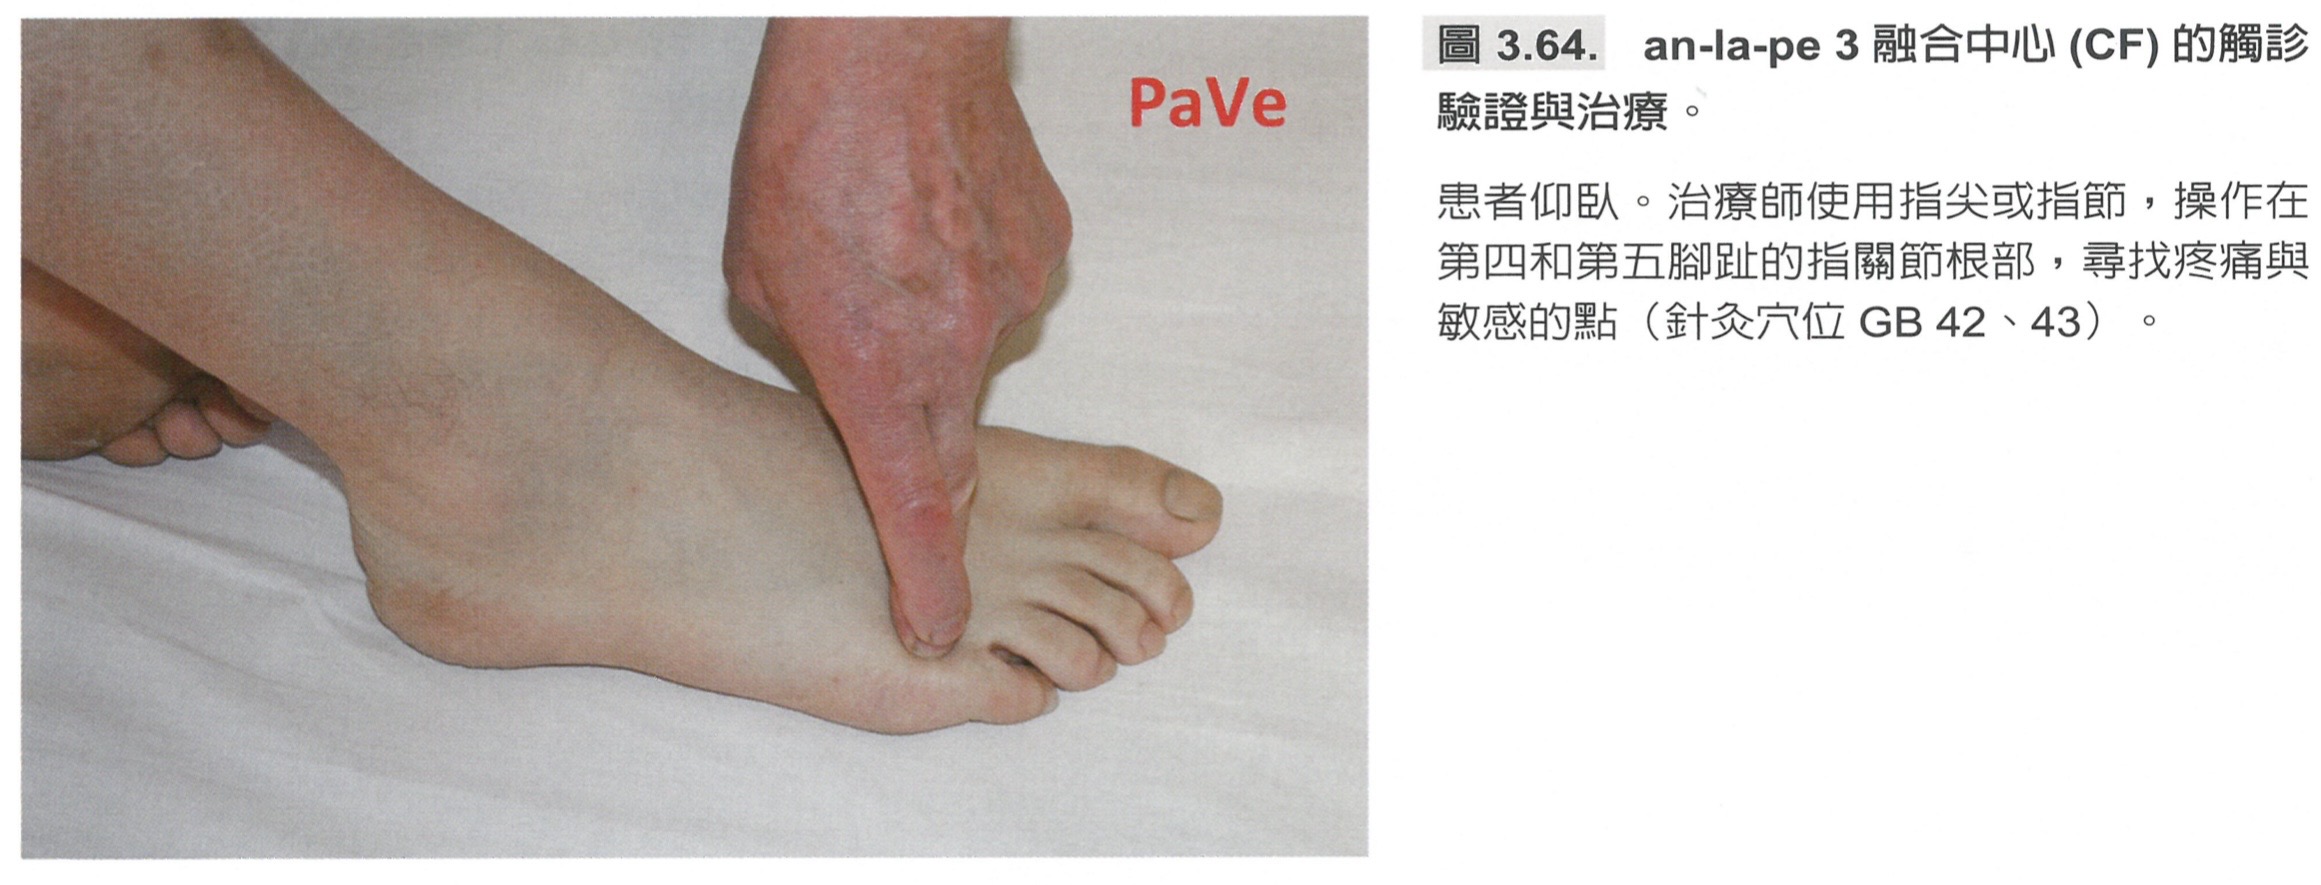 PaVe
圖 3.64. an-la-pe 3 融合中心 (CF) 的觸診
驗證與治療。
患者仰臥。治療師使用指尖或指節，操作在
第四和第五腳趾的指關節根部，尋找疼痛與
敏感的點（針灸穴位 GB 42、43）。